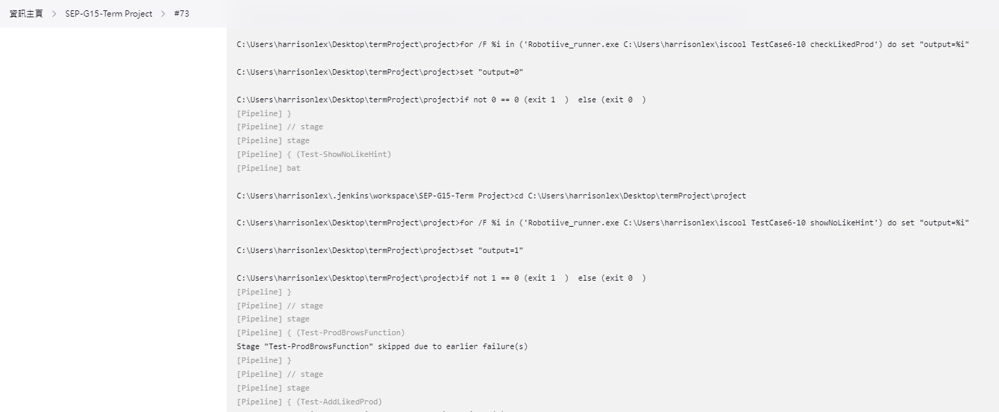 資訊主頁 > SEP-G15-Term Project > #73
C:\Users\harrisonlex\Desktop\termProject\project>for /F %i in ('Robotiive_runner.exe C:\Users\harrisonlex\iscool TestCase6-10 checkLikedProd') do set "output=%i"
C:\Users\harrisonlex\Desktop\termProject\project>set "output=0"
C:\Users\harrisonlex\Desktop\termProject\project>if not 0 == 0 (exit 1  )  else (exit 0  )
[Pipeline] }
[Pipeline] // stage
[Pipeline] stage
[Pipeline] { (Test-ShowNoLikeHint)
[Pipeline] bat
C:\Users\harrisonlex\.jenkins\workspace\SEP-G15-Term Project>cd C:\Users\harrisonlex\Desktop\termProject\project
C:\Users\harrisonlex\Desktop\termProject\project>for /F %i in ('Robotiive_runner.exe C:\Users\harrisonlex\iscool TestCase6-10 showNoLikeHint') do set "output=%i"
C:\Users\harrisonlex\Desktop\termProject\project>set "output=1"
C:\Users\harrisonlex\Desktop\termProject\project>if not 1 == 0 (exit 1  )  else (exit 0  )
[Pipeline] }
[Pipeline] // stage
[Pipeline] stage
[Pipeline] { (Test-ProdBrowsFunction)
Stage "Test-ProdBrowsFunction" skipped due to earlier failure(s)
[Pipeline] }
[Pipeline] // stage
[Pipeline] stage
[Pipeline] { (Test-AddLikedProd)